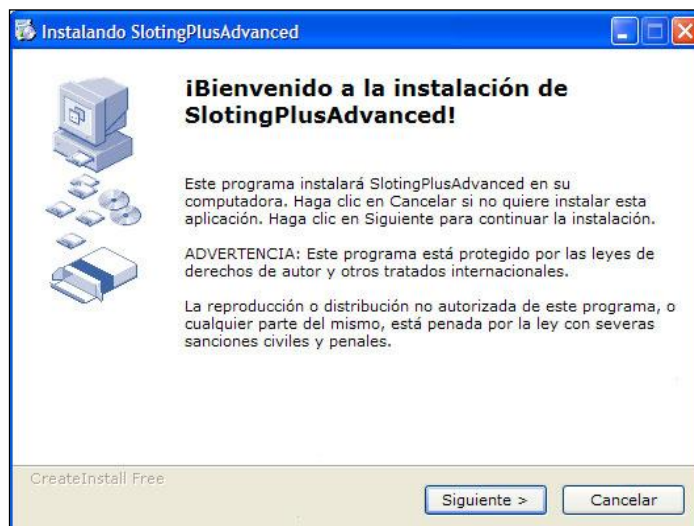 Instalando SlotingPlusAdvanced
¡Bienvenido a la instalación de
SlotingPlusAdvanced!
Este programa instalará SlotingPlusAdvanced en su
computadora. Haga clic en Cancelar si no quiere instalar esta
aplicación. Haga clic en Siguiente para continuar la instalación.
ADVERTENCIA: Este programa está protegido por las leyes de
derechos de autor y otros tratados internacionales.
La reproducción o distribución no autorizada de este programa, o
cualquier parte del mismo, está penada por la ley con severas
sanciones civiles y penales.
CreateInstall Free
Siguiente >
Cancelar